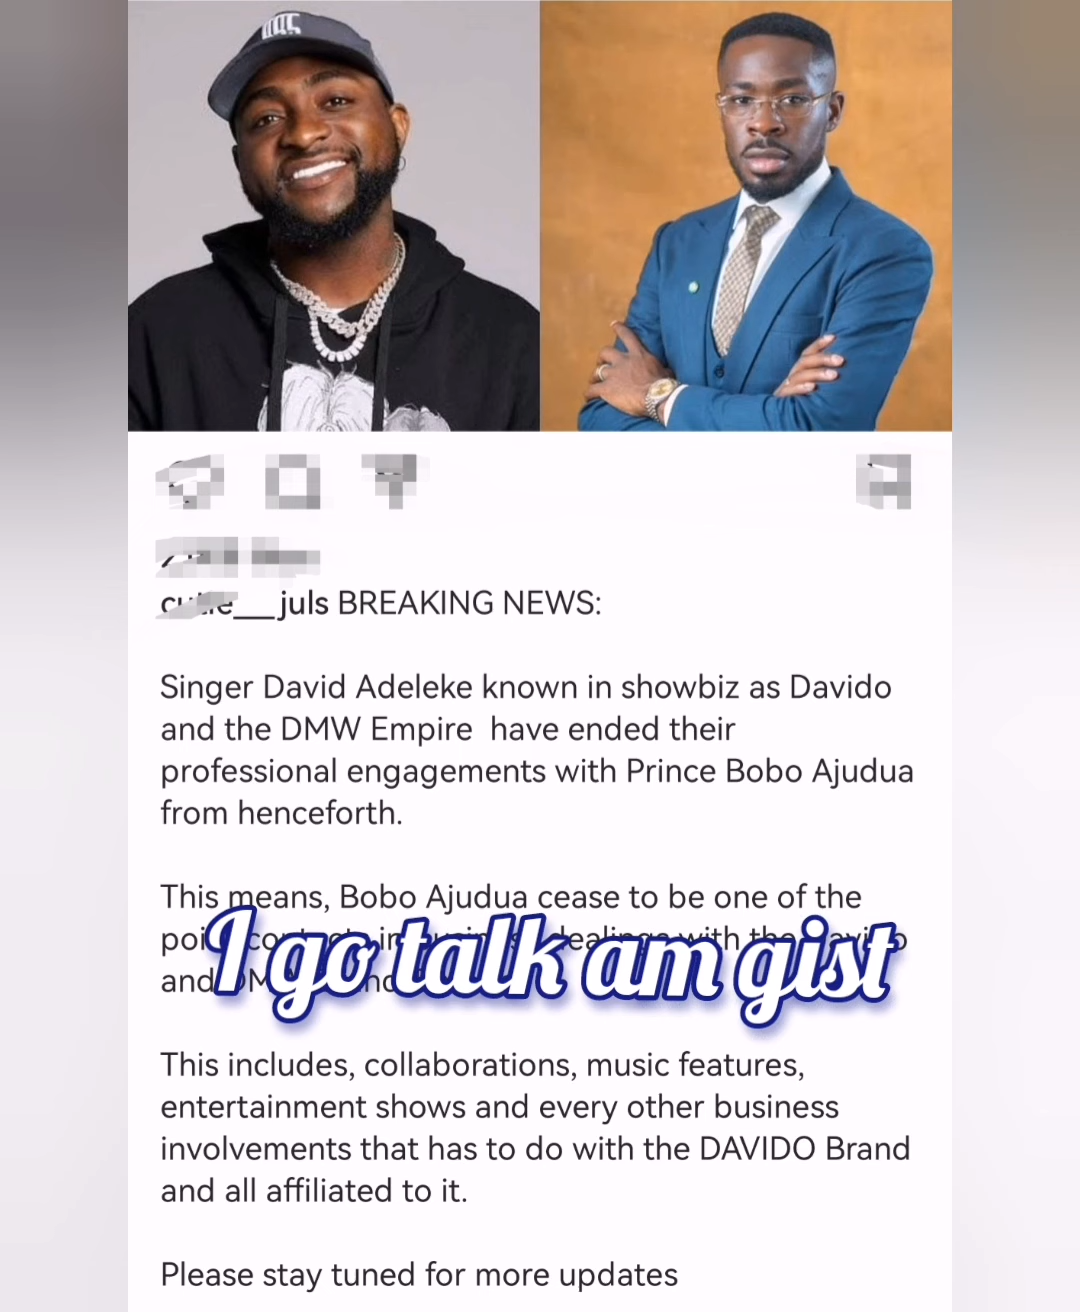 juls BREAKING NEWS:
Singer David Adeleke known in showbiz as Davido
and the DMW Empire have ended their
professional engagements with Prince Bobo Ajudua
from henceforth.
This means, Bobo Ajudua cease to be one of the
with
and
I go talk am gist
This includes, collaborations, music features,
entertainment shows and every other business
involvements that has to do with the DAVIDO Brand
and all affiliated to it.
Please stay tuned for more updates